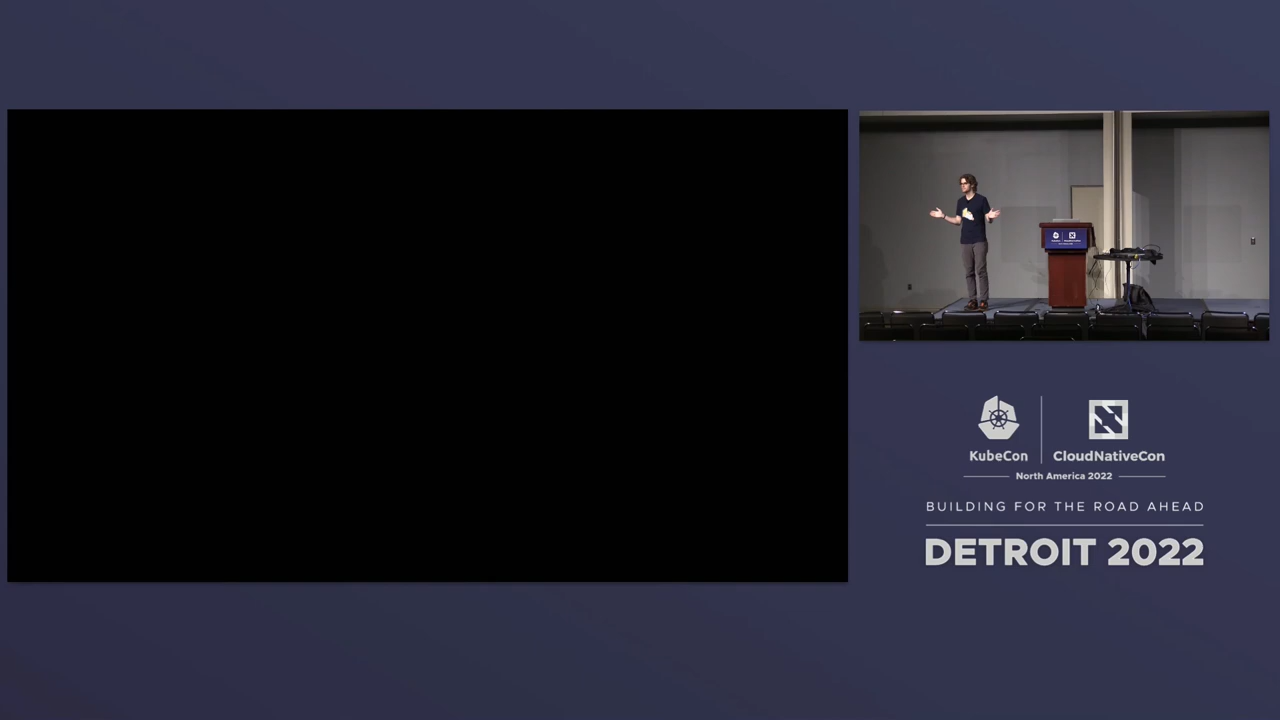 KubeCon
CloudNativeCon
North America 2022
BUILDING FOR THE ROAD AHEAD
DETROIT 2022